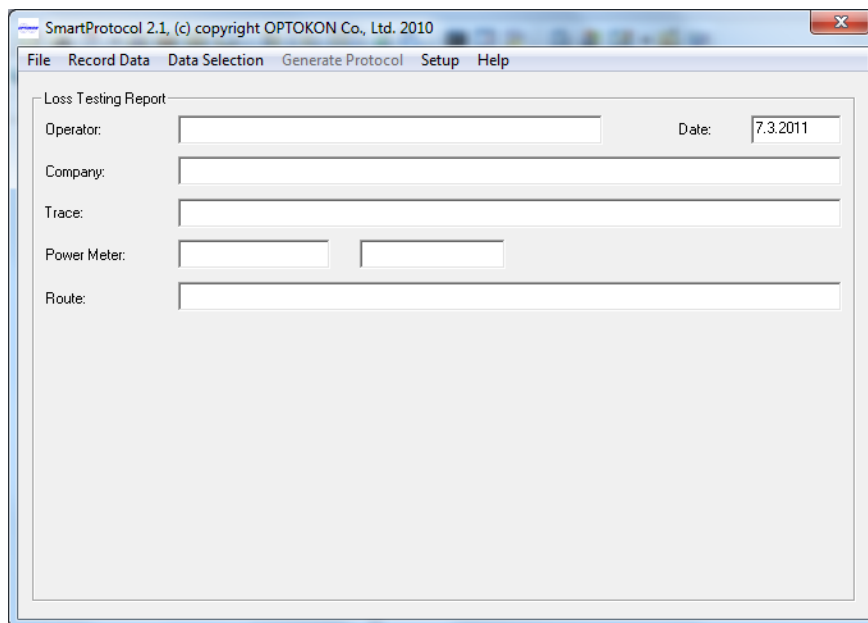 SmartProtocol 2.1, (c) copyright OPTOKON Co., Ltd. 2010
File Record Data Data Selection Generate Protocol Setup Help
Loss Testing Report
Operator: Date: 7.3.2011
Company:
Trace:
Power Meter:
Route: